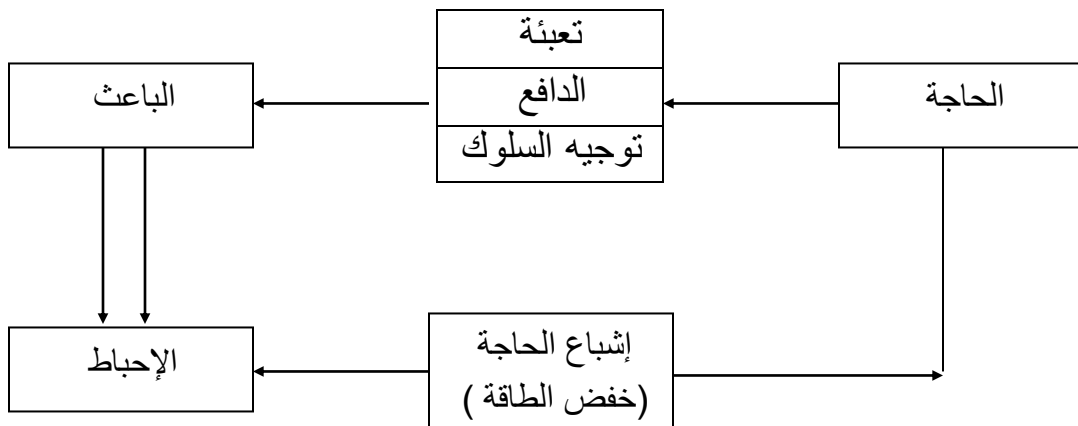 تعبئة
الحاجة
الدافع
الباعث
توجيه السلوك
إشباع الحاجة
(خفض الطاقة )
الإحباط